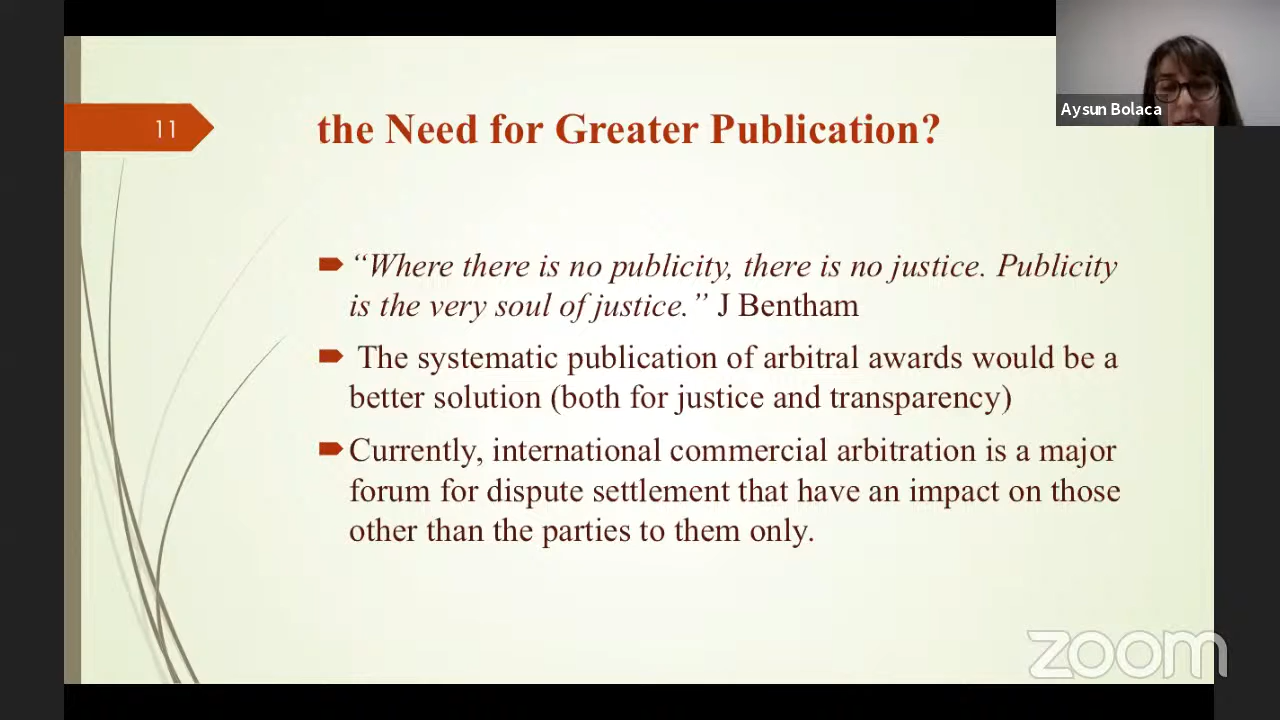 11
the Need for Greater Publication?
Aysun Bolaca
“Where there is no publicity, there is no justice. Publicity
is the very soul of justice.” J Bentham
The systematic publication of arbitral awards would be a
better solution (both for justice and transparency)
Currently, international commercial arbitration is a major
forum for dispute settlement that have an impact on those
other than the parties to them only.
zoom